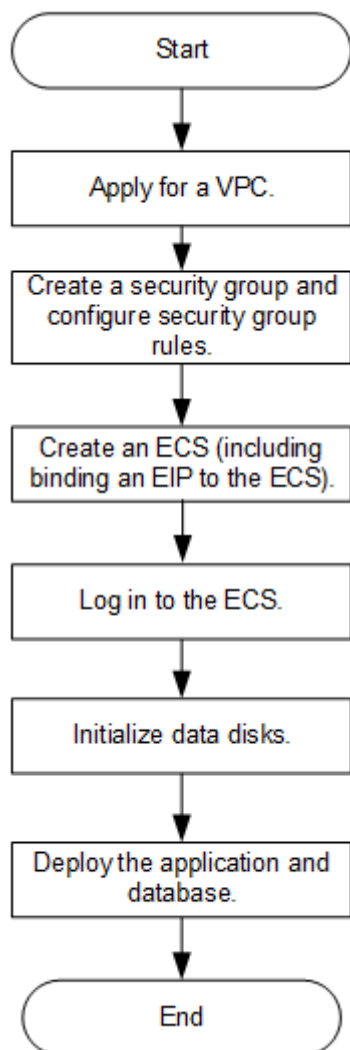 Start
Apply for a VPC.
Create a security group and
configure security group
rules.
Create an ECS (including
binding an EIP to the ECS).
Log in to the ECS.
Initialize data disks.
Deploy the application and
database.
End